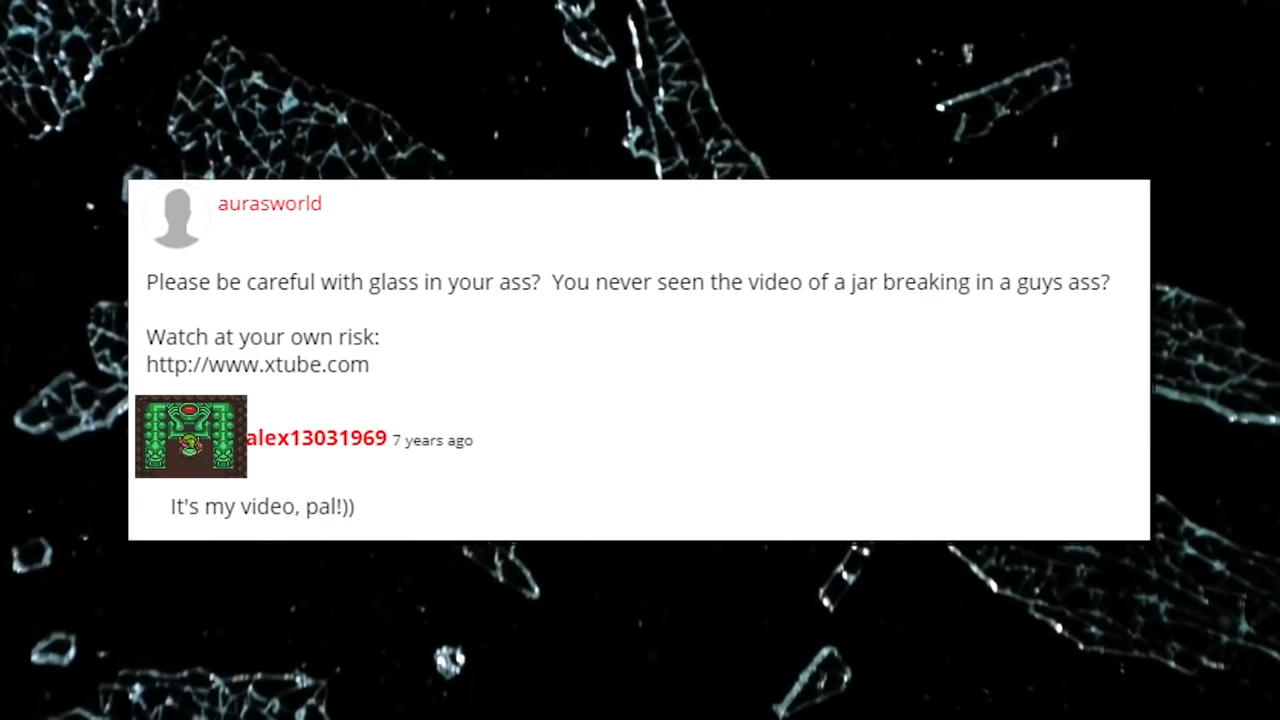 aurasworld
Please be careful with glass in your ass?  You never seen the video of a jar breaking in a guys ass?
Watch at your own risk:
http://www.xtube.com
alex13031969 7 years ago
It's my video, pal!))